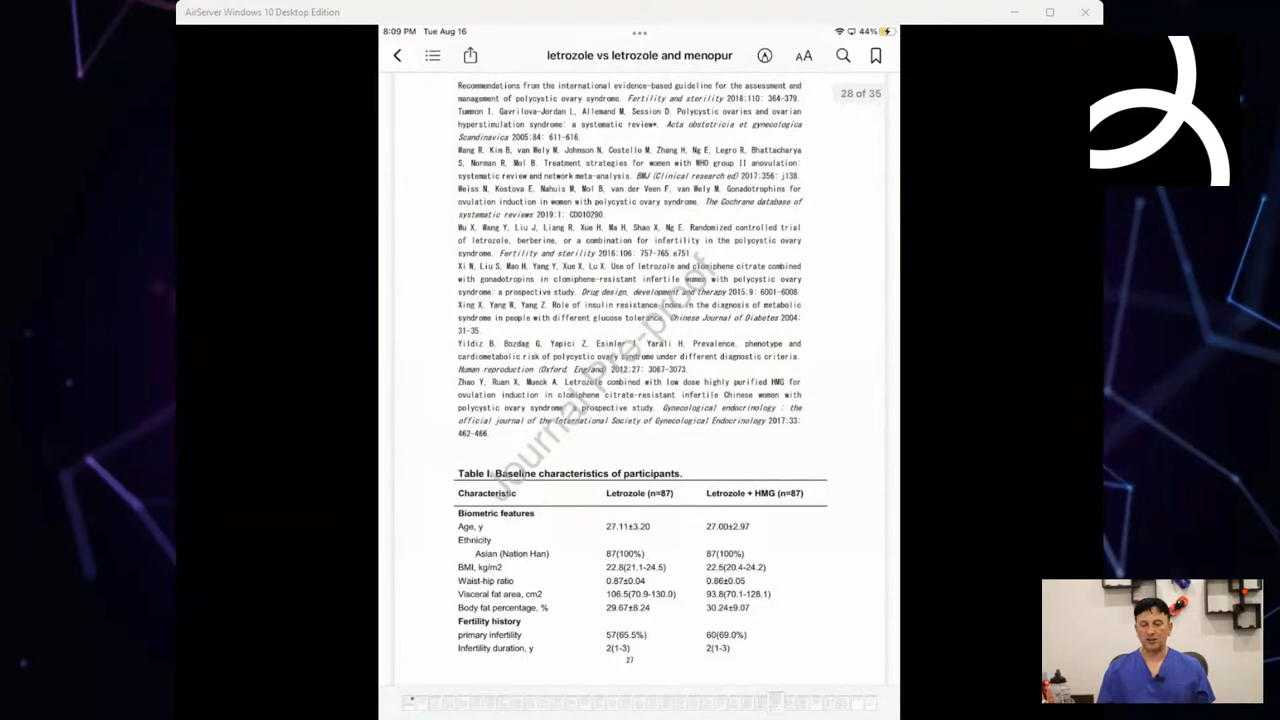 AirServer Windows 10 Desktop Edition
8:09 PM Tue Aug 16
44%
letrozole vs letrozole and menopur
AA
28 of 35
Recommendations from the international evidence-based guideline for the assessment and
management of polycystic ovary syndrome. Fertility and sterility 2018;110: 364-379.
Tummon I, Gavrilova-Jordan L, Allemand M, Session D. Polycystic ovaries and ovarian
hyperstimulation syndrome: a systematic review*. Acta obstetricia et gynecologica
Scandinavica 2005;84: 611-616.
Wang R, Kim B, van Wely M, Johnson N, Costello M, Zhang H, Ng E, Legro R, Bhattacharya
S, Norman R, Mol B. Treatment strategies for women with WHO group II anovulation:
systematic review and network meta-analysis. BMJ (Clinical research ed) 2017;356: j138.
Weiss N, Kostova E, Nahuis M, Mol B, van der Veen F, van Wely M. Gonadotrophins for
ovulation induction in women with polycystic ovary syndrome. The Cochrane database of
systematic reviews 2019;1: CD010290.
Wu X, Wang Y, Liu J, Liang R, Xue H, Ma H, Shao X, Ng E. Randomized controlled trial
of letrozole, berberine, or a combination for infertility in the polycystic ovary
syndrome. Fertility and sterility 2016;106: 757-765.e751
Xi W, Liu S, Mao H, Yang Y, Xue X, Lu X. Use of letrozole and clomiphene citrate combined
with gonadotropins in clomiphene-resistant infertile women with polycystic ovary
syndrome: a prospective study. Drug design, development and therapy 2015;9: 6001-6008.
Xing X, Yang W, Yang Z. Role of insulin resistance index in the diagnosis of metabolic
syndrome in people with different glucose tolerance. Chinese Journal of Diabetes 2004:
31-35.
Yildiz B, Bozdag G, Yapici Z, Esinler I, Yarali H. Prevalence, phenotype and
cardiometabolic risk of polycystic ovary syndrome under different diagnostic criteria.
Human reproduction (Oxford, England) 2012;27: 3067-3073.
Zhao Y, Ruan X, Mueck A. Letrozole combined with low dose highly purified HMG for
ovulation induction in clomiphene citrate-resistant infertile Chinese women with
polycystic ovary syndrome: a prospective study. Gynecological endocrinology : the
official journal of the International Society of Gynecological Endocrinology 2017;33:
462-466.
Journal Pre-proof
Table I. Baseline characteristics of participants.
Characteristic Letrozole (n=87) Letrozole + HMG (n=87)
Biometric features
Age, y 27.11±3.20 27.00±2.97
Ethnicity
Asian (Nation Han) 87(100%) 87(100%)
BMI, kg/m2 22.8(21.1-24.5) 22.5(20.4-24.2)
Waist-hip ratio 0.87±0.04 0.86±0.05
Visceral fat area, cm2 106.5(70.9-130.0) 93.8(70.1-128.1)
Body fat percentage, % 29.67±8.24 30.24±9.07
Fertility history
primary infertility 57(65.5%) 60(69.0%)
Infertility duration, y 2(1-3) 2(1-3)
27